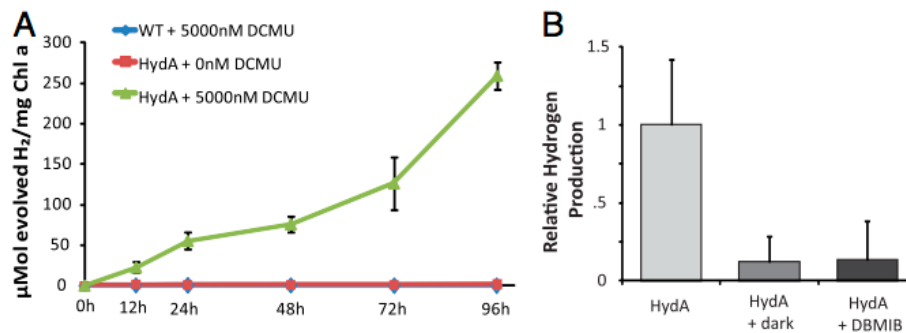 A
WT + 5000nM DCMU
HydA + 0nM DCMU
HydA + 5000nM DCMU
µMol evolved H₂/mg Chl a
300
250
200
150
100
50
0
0h
12h
24h
48h
72h
96h
B
Relative Hydrogen
Production
1.5
1
.5
0
HydA
HydA
+ dark
HydA
+ DBMIB